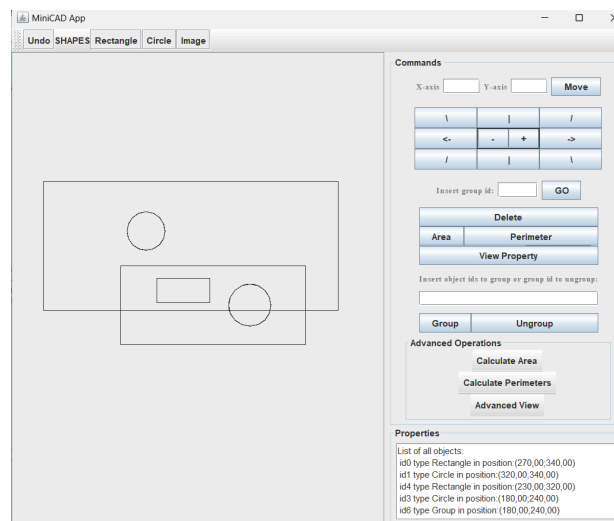 MiniCAD App
Undo SHAPES Rectangle Circle Image
Commands
X-axis Y-axis Move
\ | /
<- - + ->
/ | \
Insert group id: GO
Delete
Area Perimeter
View Property
Insert object ids to group or group id to ungroup:
Group Ungroup
Advanced Operations
Calculate Area
Calculate Perimeters
Advanced View
Properties
List of all objects:
id0 type Rectangle in position:(270,00;340,00)
id1 type Circle in position:(320,00;340,00)
id4 type Rectangle in position:(230,00;320,00)
id3 type Circle in position:(180,00;240,00)
id6 type Group in position:(180,00;240,00)